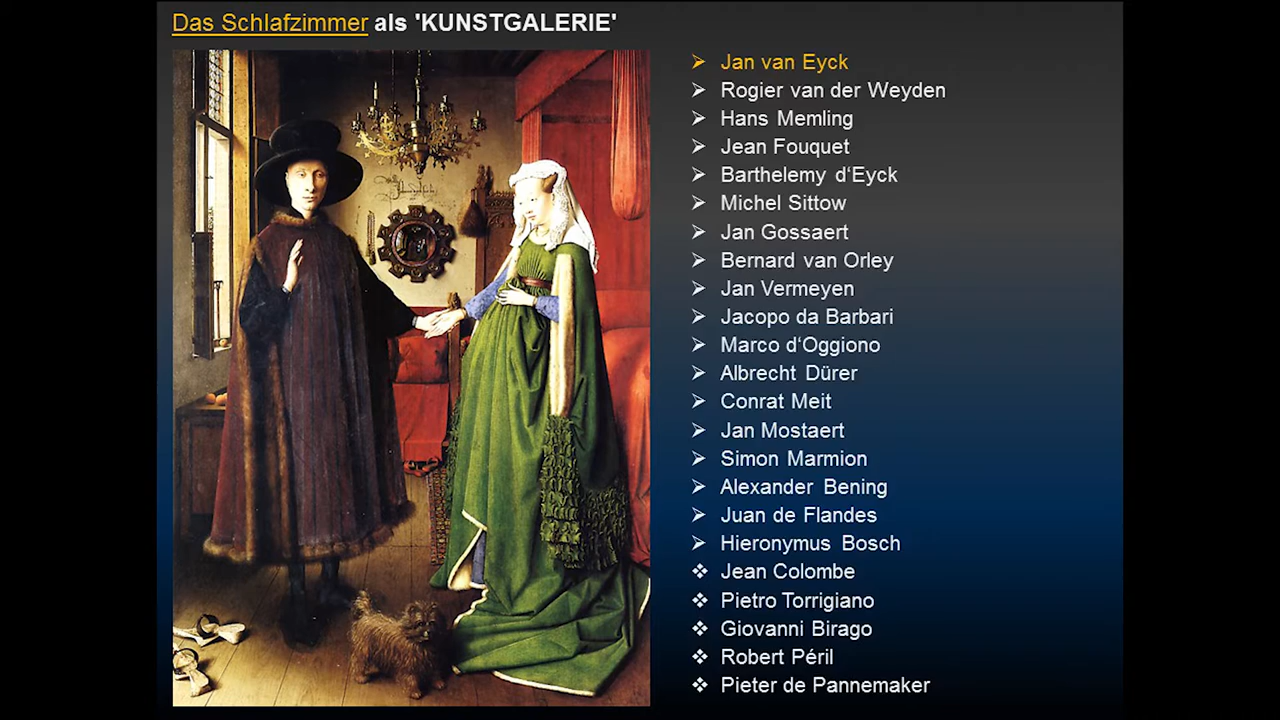 Das Schlafzimmer als 'KUNSTGALERIE'
Jan van Eyck
Rogier van der Weyden
Hans Memling
Jean Fouquet
Barthelemy d‘Eyck
Michel Sittow
Jan Gossaert
Bernard van Orley
Jan Vermeyen
Jacopo da Barbari
Marco d‘Oggiono
Albrecht Dürer
Conrat Meit
Jan Mostaert
Simon Marmion
Alexander Bening
Juan de Flandes
Hieronymus Bosch
Jean Colombe
Pietro Torrigiano
Giovanni Birago
Robert Péril
Pieter de Pannemaker